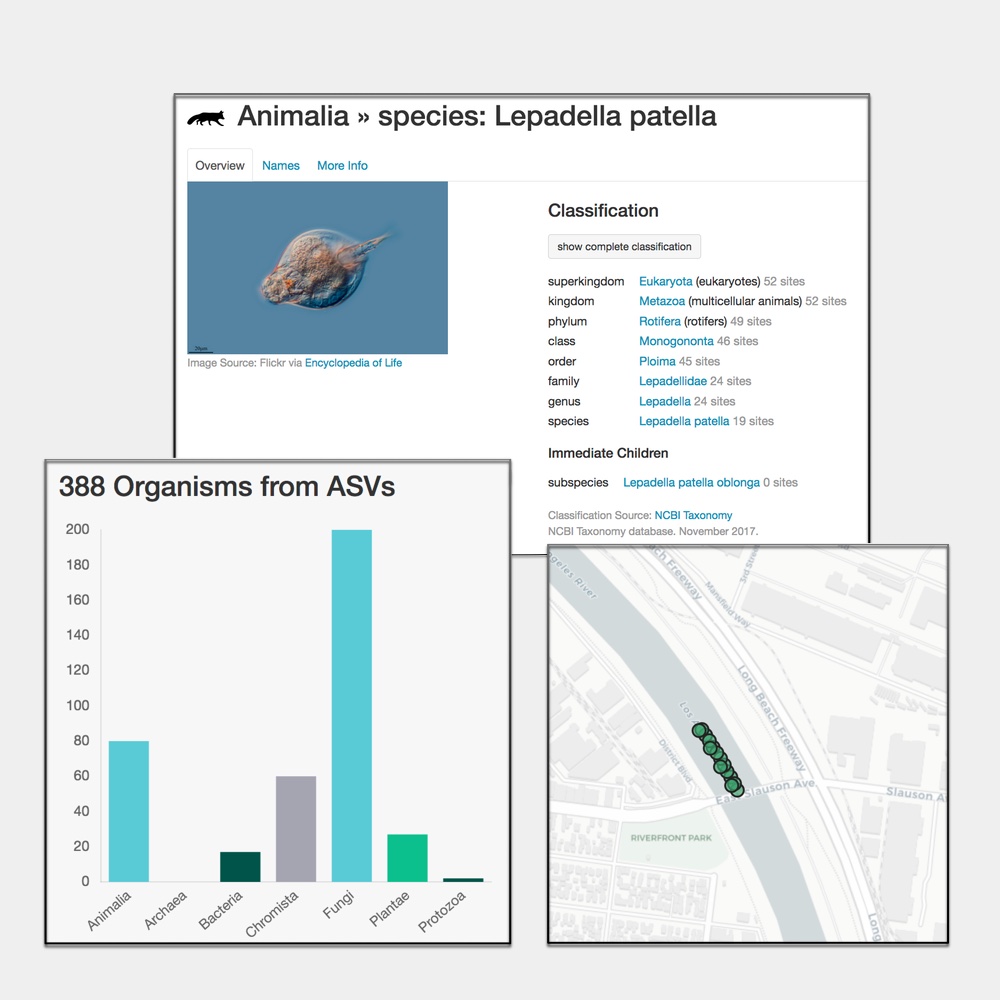 Animalia » species: Lepadella patella
Overview Names More Info
Image Source: Flickr via Encyclopedia of Life
Classification
show complete classification
superkingdom Eukaryota (eukaryotes) 52 sites
kingdom Metazoa (multicellular animals) 52 sites
phylum Rotifera (rotifers) 49 sites
class Monogononta 46 sites
order Ploima 45 sites
family Lepadellidae 24 sites
genus Lepadella 24 sites
species Lepadella patella 19 sites
Immediate Children
subspecies Lepadella patella oblonga 0 sites
Classification Source: NCBI Taxonomy
NCBI Taxonomy database. November 2017.
388 Organisms from ASVs
200
180
160
140
120
100
80
60
40
20
0
Animalia
Archaea
Bacteria
Chromista
Fungi
Plantae
Protozoa
ngeles River
ach Freeway
3rd Street
Mansfield Way
Long Beach Freeway
Los A
District Blvd
East Slauson Ave
Slauson A
RIVERFRONT PARK
Long